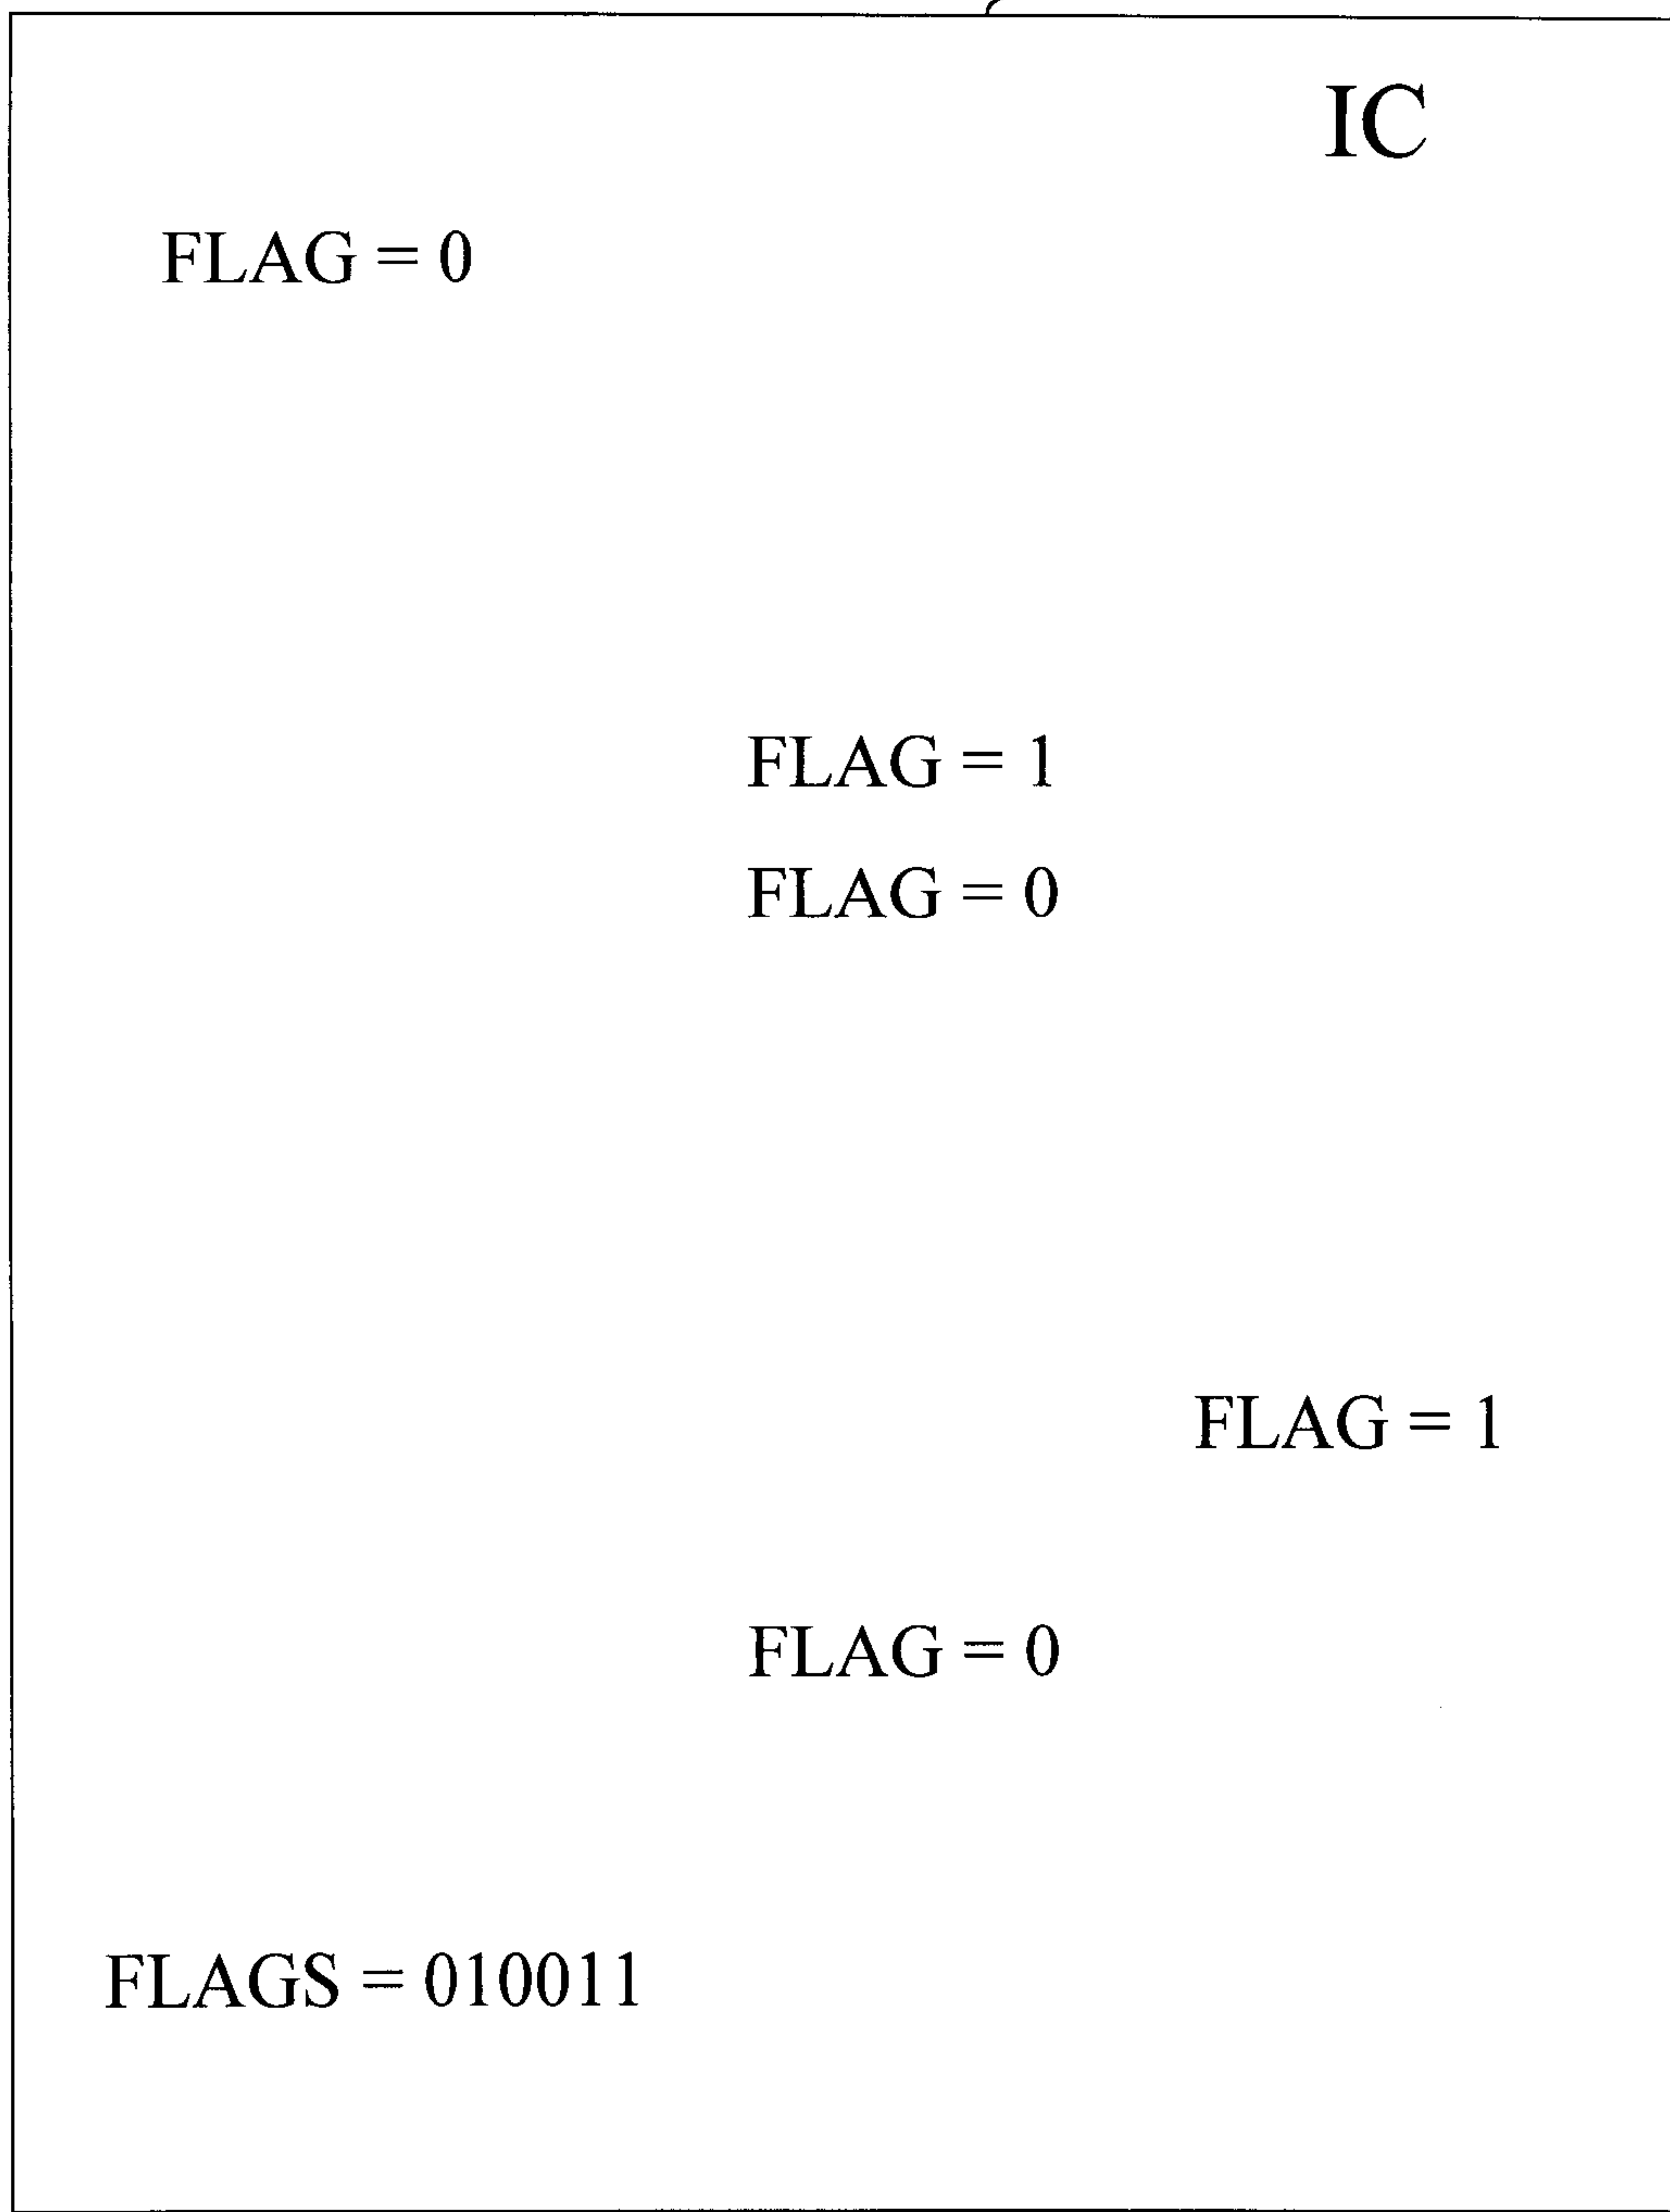 IC
FLAG = 0
FLAG = 1
FLAG = 0
FLAG = 1
FLAG = 0
FLAGS = 010011